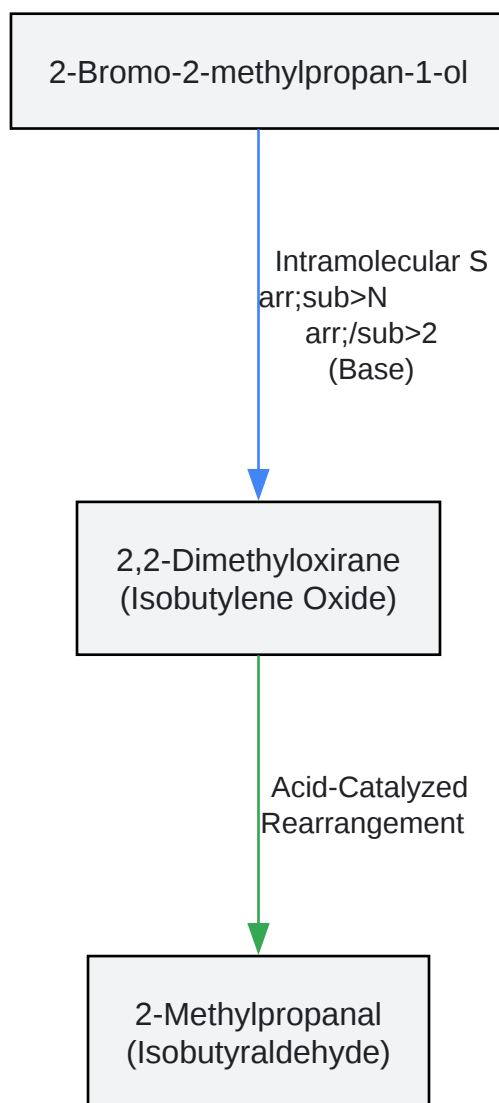 2-Bromo-2-methylpropan-1-ol
Intramolecular S
arr;sub>N
arr;/sub>2
(Base)
2,2-Dimethyloxirane
(Isobutylene Oxide)
Acid-Catalyzed
Rearrangement
2-Methylpropanal
(Isobutyraldehyde)